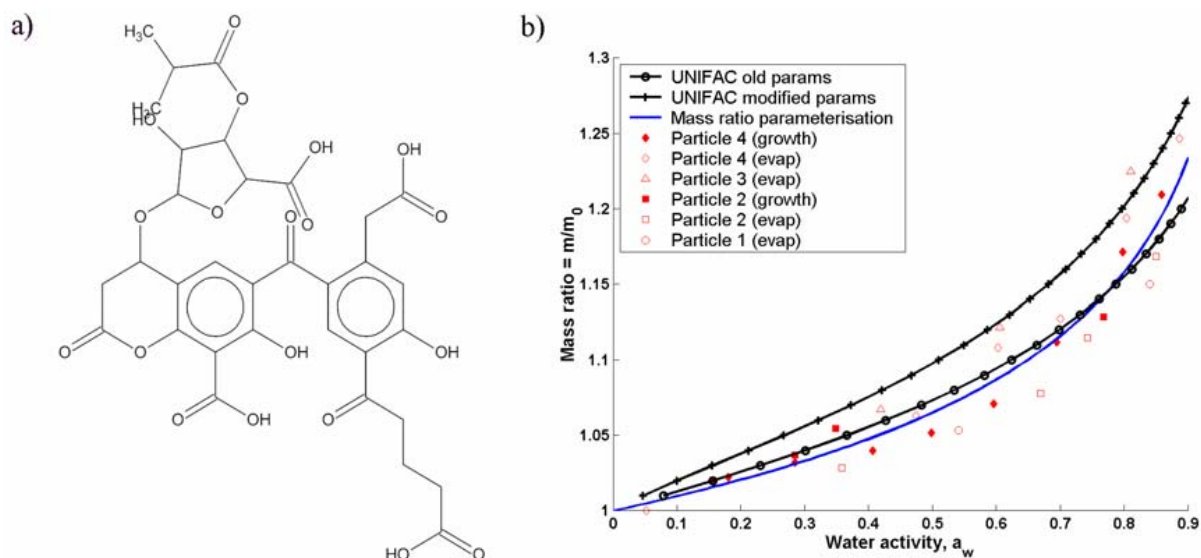 a)
O
H₃C
O
H₃C
HO
O
OH
O
O
OH
O
O
O
O
O
OH
OH
O
OH
O
HO
O
b)
Mass ratio = m/m₀
1.3
1.25
1.2
1.15
1.1
1.05
1
UNIFAC old params
UNIFAC modified params
Mass ratio parameterisation
Particle 4 (growth)
Particle 4 (evap)
Particle 3 (evap)
Particle 2 (growth)
Particle 2 (evap)
Particle 1 (evap)
0 0.1 0.2 0.3 0.4 0.5 0.6 0.7 0.8 0.9
Water activity, a_w